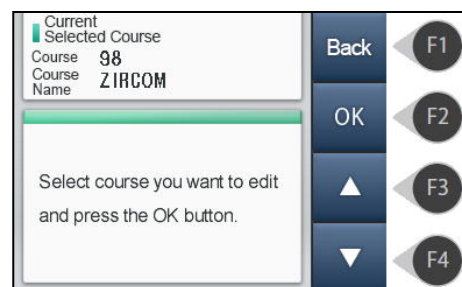 Current
Selected Course
Course 98
Course
Name ZIRCOM
Select course you want to edit
and press the OK button.
Back
OK
F1
F2
F3
F4